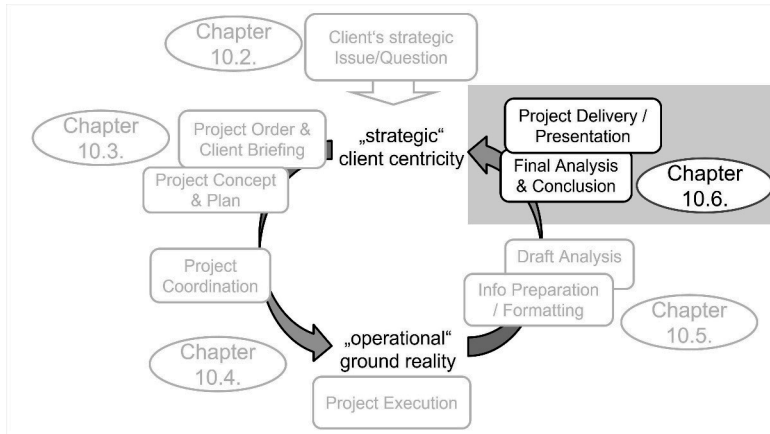 Chapter
10.2.
Client‘s strategic
Issue/Question
Chapter
10.3.
Project Order &
Client Briefing
Project Concept
& Plan
„strategic“
client centricity
Project Delivery /
Presentation
Final Analysis
& Conclusion
Chapter
10.6.
Project
Coordination
Draft Analysis
Info Preparation
/ Formatting
Chapter
10.5.
Chapter
10.4.
„operational“
ground reality
Project Execution